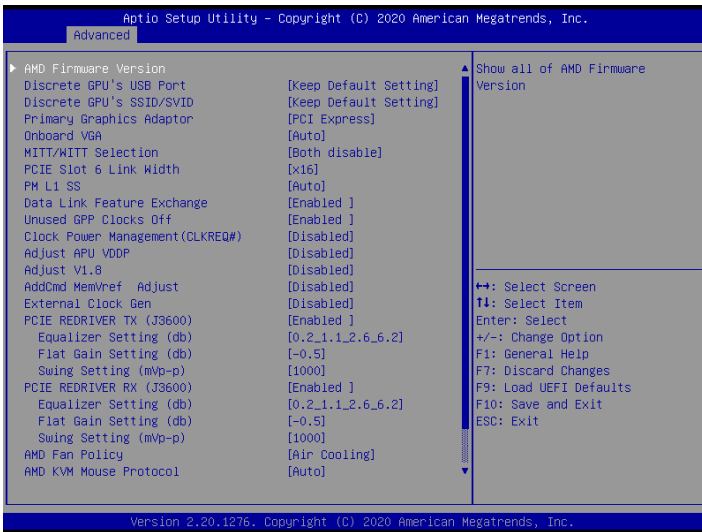 Aptio Setup Utility – Copyright (C) 2020 American Megatrends, Inc.
Advanced
AMD Firmware Version
Discrete GPU's USB Port [Keep Default Setting]
Discrete GPU's SSID/SVID [Keep Default Setting]
Primary Graphics Adaptor [PCI Express]
Onboard VGA [Auto]
MITT/WITT Selection [Both disable]
PCIE Slot 6 Link Width [x16]
PM L1 SS [Auto]
Data Link Feature Exchange [Enabled ]
Unused GPP Clocks Off [Enabled ]
Clock Power Management(CLKREQ#) [Disabled]
Adjust APU VDDP [Disabled]
Adjust V1.8 [Disabled]
AddCmd MemVref Adjust [Disabled]
External Clock Gen [Disabled]
PCIE REDRIVER TX (J3600) [Enabled ]
Equalizer Setting (db) [0.2_1.1_2.6_6.2]
Flat Gain Setting (db) [-0.5]
Swing Setting (mVp-p) [1000]
PCIE REDRIVER RX (J3600) [Enabled ]
Equalizer Setting (db) [0.2_1.1_2.6_6.2]
Flat Gain Setting (db) [-0.5]
Swing Setting (mVp-p) [1000]
AMD Fan Policy [Air Cooling]
AMD KVM Mouse Protocol [Auto]
Show all of AMD Firmware
Version
↔: Select Screen
↑↓: Select Item
Enter: Select
+/-: Change Option
F1: General Help
F7: Discard Changes
F9: Load UEFI Defaults
F10: Save and Exit
ESC: Exit
Version 2.20.1276. Copyright (C) 2020 American Megatrends, Inc.